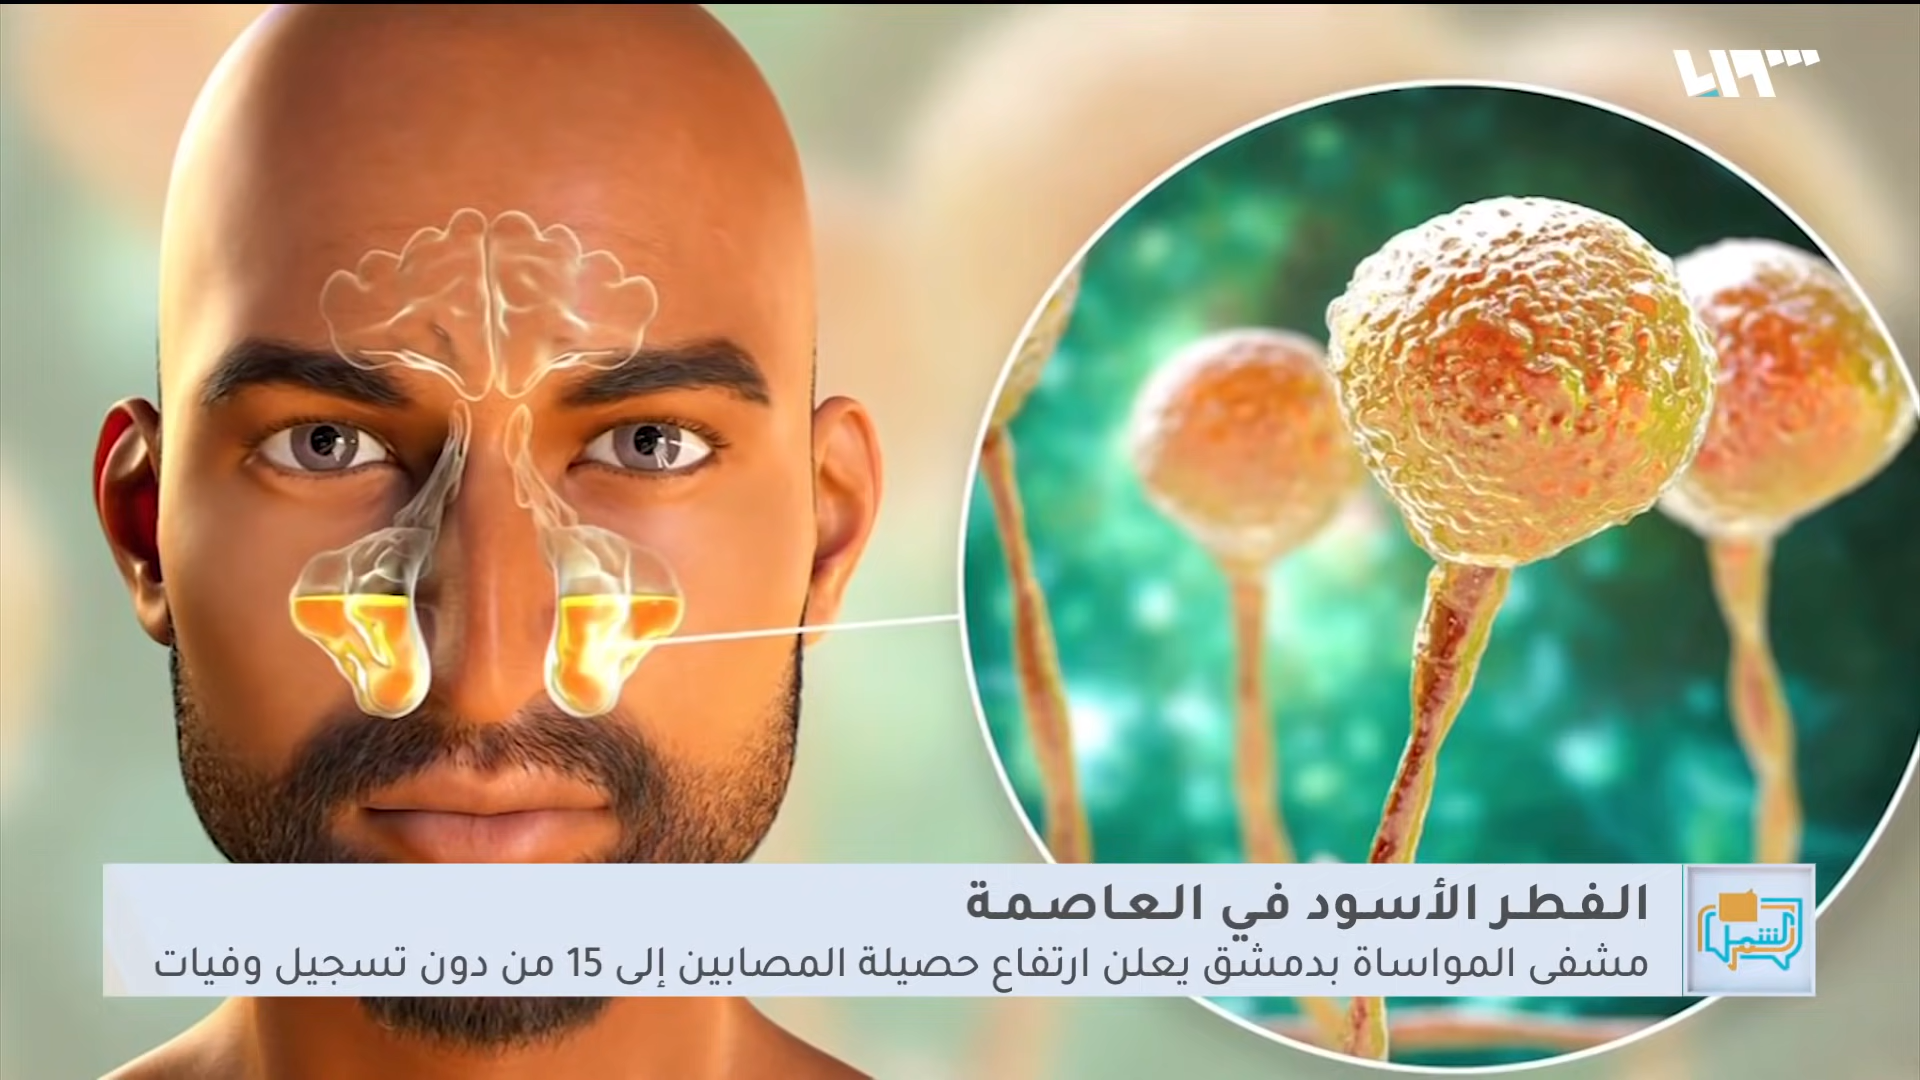 الفطر الأسود في العاصمة
مشفى المواساة بدمشق يعلن ارتفاع حصيلة المصابين إلى 15 من دون تسجيل وفيات